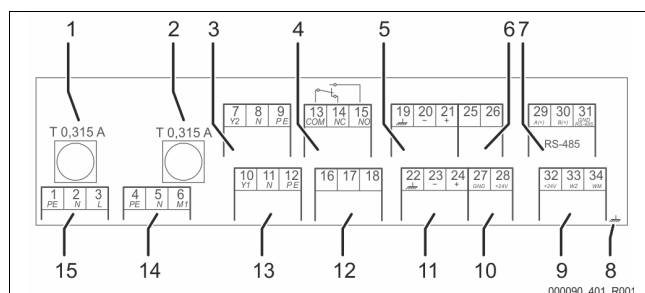 1 2 3 4 5 6 7
T 0,315 A T 0,315 A
7 8 9 13 14 15 19 20 21 25 26 29 30 31
Y2 N PE COM NC NO − + A(+) B(+) GND RS-485
RS-485
10 11 12 16 17 18 22 23 24 27 28 32 33 34
Y1 N PE − + GND +24V +24V WZ WM
1 2 3 4 5 6
PE N L PE N M1
15 14 13 12 11 10 9 8
000090_401_R001